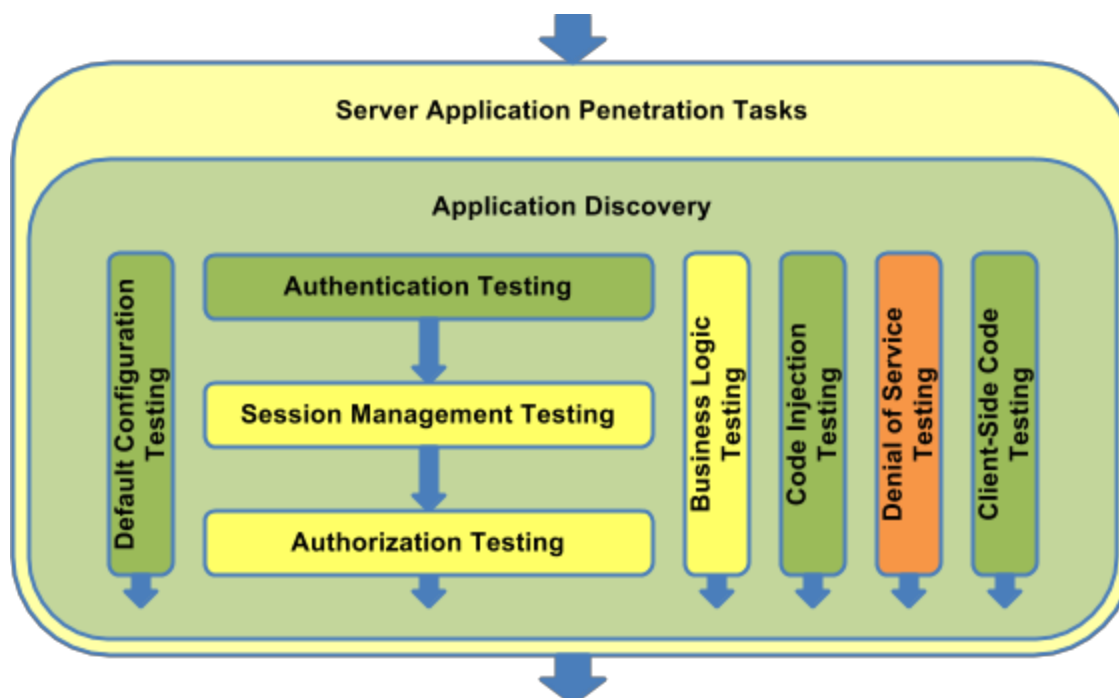 Server Application Penetration Tasks
Application Discovery
Default Configuration
Testing
Authentication Testing
Session Management Testing
Authorization Testing
Business Logic
Testing
Code Injection
Testing
Denial of Service
Testing
Client-Side Code
Testing